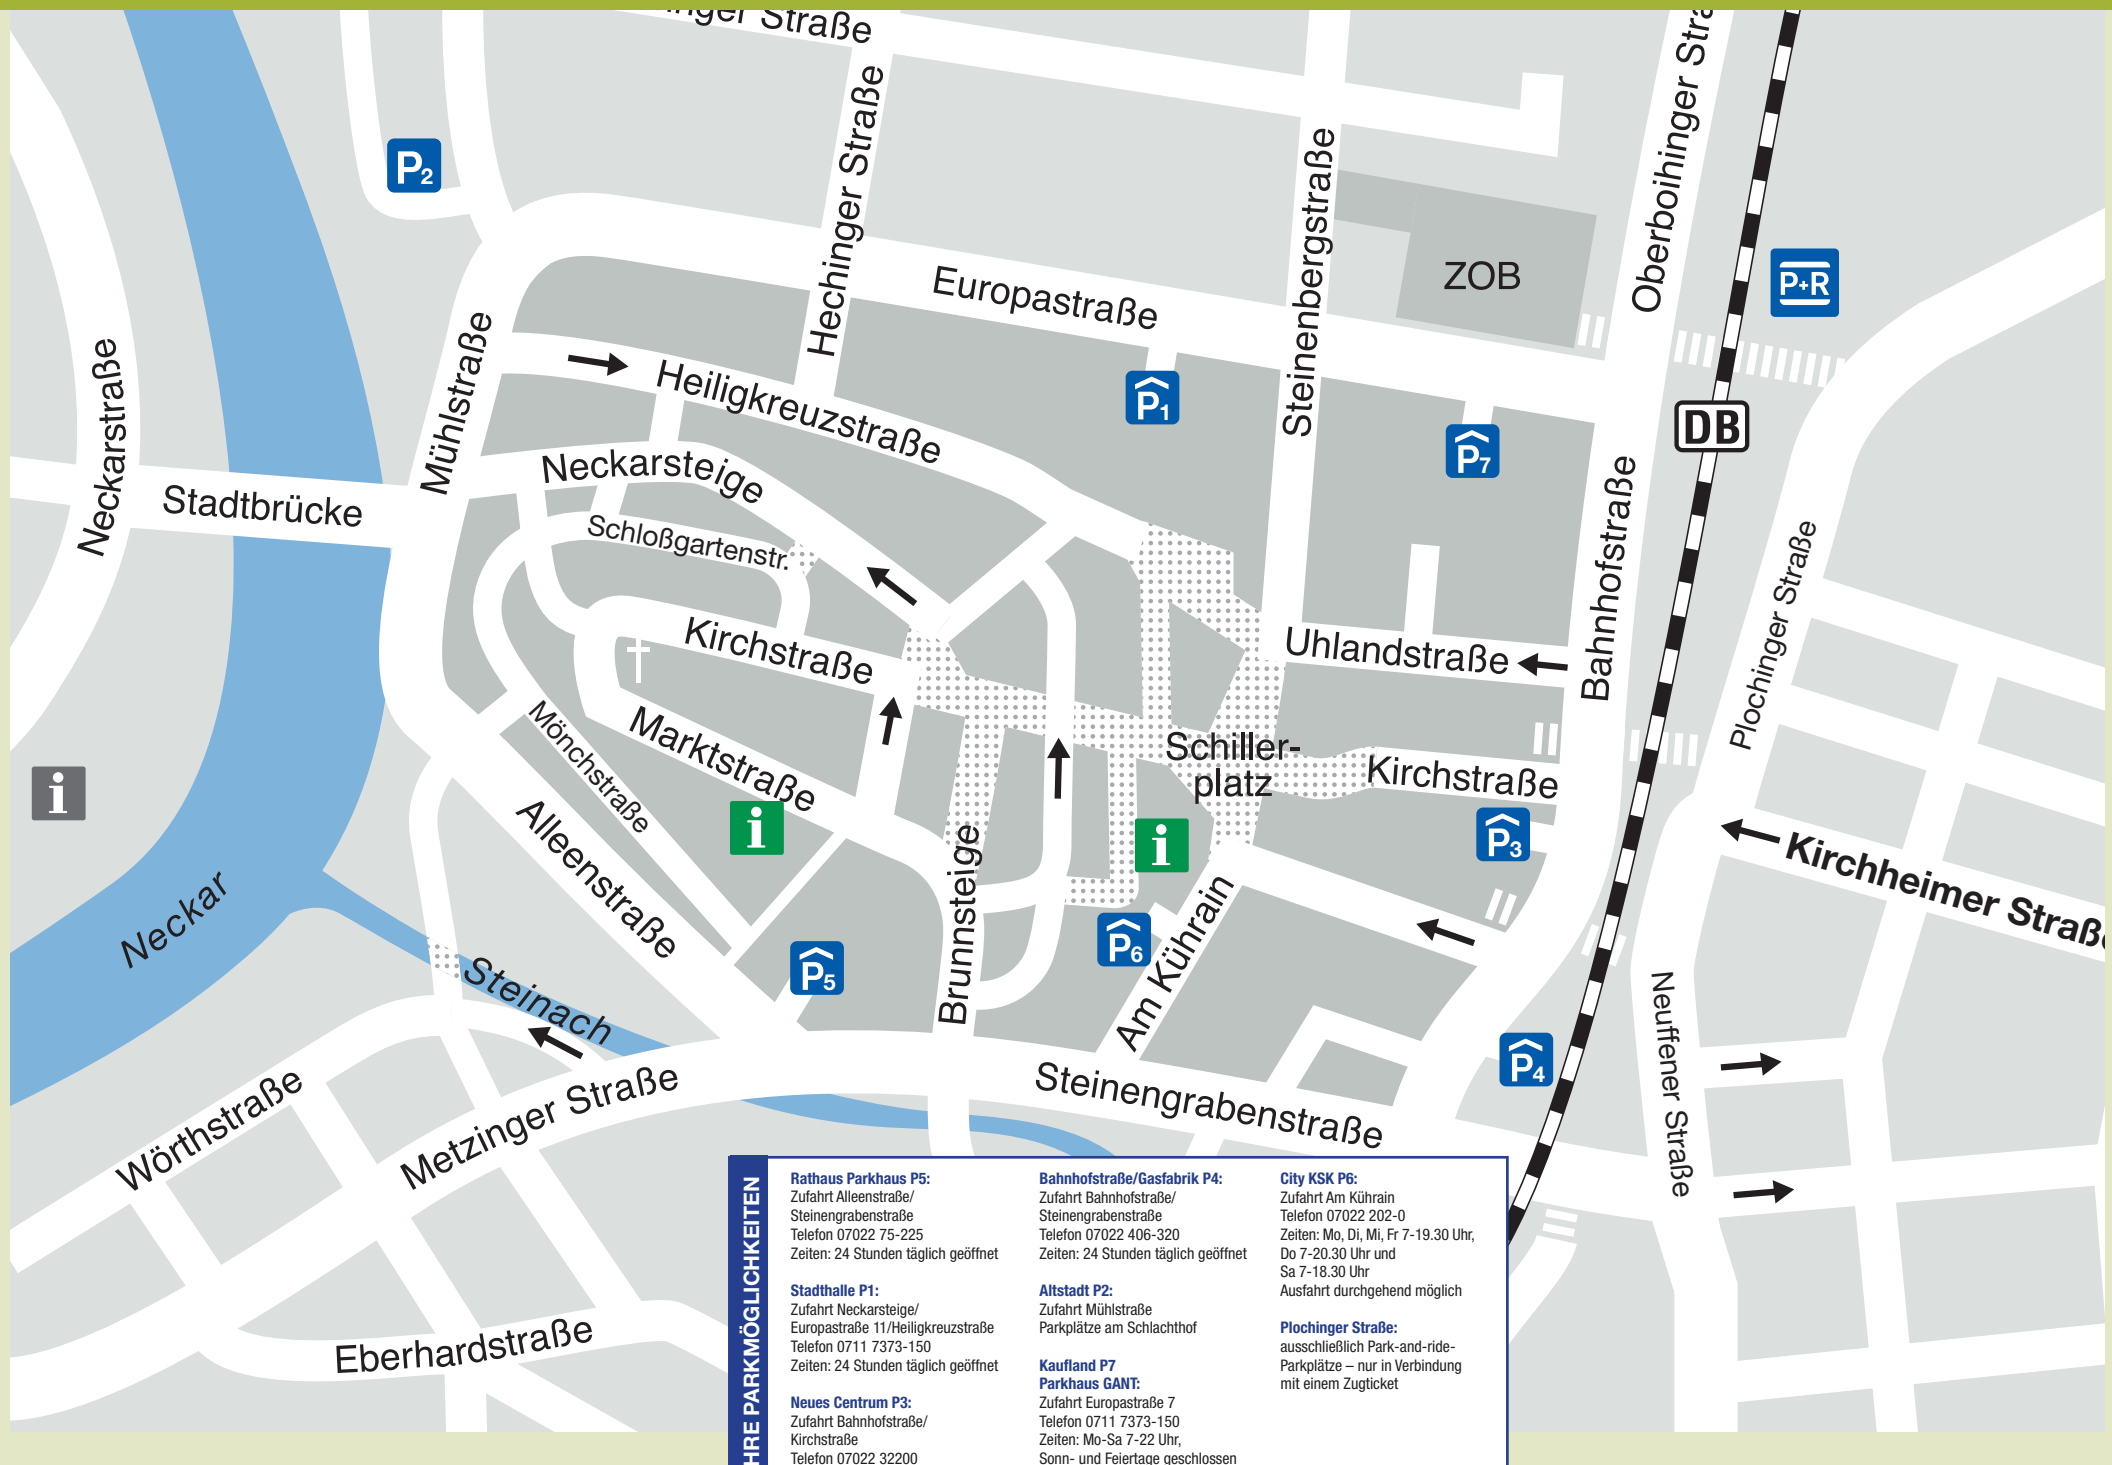 inger Straße
Hechinger Straße
Oberboihinger Stra
Steinenbergstraße
P2
ZOB
P+R
Europastraße
Mühlstraße
Neckarstraße
Heiligkreuzstraße
P1
DB
P7
Neckarsteige
Stadtbrücke
Schloßgartenstr.
Bahnhofstraße
Plochinger Straße
Kirchstraße
Uhlandstraße
Mönchstraße
Marktstraße
Schiller-
platz
Kirchstraße
i
i
i
Alleenstraße
P3
Kirchheimer Straße
Brunnsteige
Neckar
Am Kührain
P6
P5
Steinach
Neuffener Straße
P4
Wörthstraße
Metzinger Straße
Steinengrabenstraße
Eberhardstraße
HRE PARKMÖGLICHKEITEN
Rathaus Parkhaus P5:
Zufahrt Alleenstraße/
Steinengrabenstraße
Telefon 07022 75-225
Zeiten: 24 Stunden täglich geöffnet
Stadthalle P1:
Zufahrt Neckarsteige/
Europastraße 11/Heiligkreuzstraße
Telefon 0711 7373-150
Zeiten: 24 Stunden täglich geöffnet
Neues Centrum P3:
Zufahrt Bahnhofstraße/
Kirchstraße
Telefon 07022 32200
Bahnhofstraße/Gasfabrik P4:
Zufahrt Bahnhofstraße/
Steinengrabenstraße
Telefon 07022 406-320
Zeiten: 24 Stunden täglich geöffnet
Altstadt P2:
Zufahrt Mühlstraße
Parkplätze am Schlachthof
Kaufland P7
Parkhaus GANT:
Zufahrt Europastraße 7
Telefon 0711 7373-150
Zeiten: Mo-Sa 7-22 Uhr,
Sonn- und Feiertage geschlossen
City KSK P6:
Zufahrt Am Kührain
Telefon 07022 202-0
Zeiten: Mo, Di, Mi, Fr 7-19.30 Uhr,
Do 7-20.30 Uhr und
Sa 7-18.30 Uhr
Ausfahrt durchgehend möglich
Plochinger Straße:
ausschließlich Park-and-ride-
Parkplätze – nur in Verbindung
mit einem Zugticket